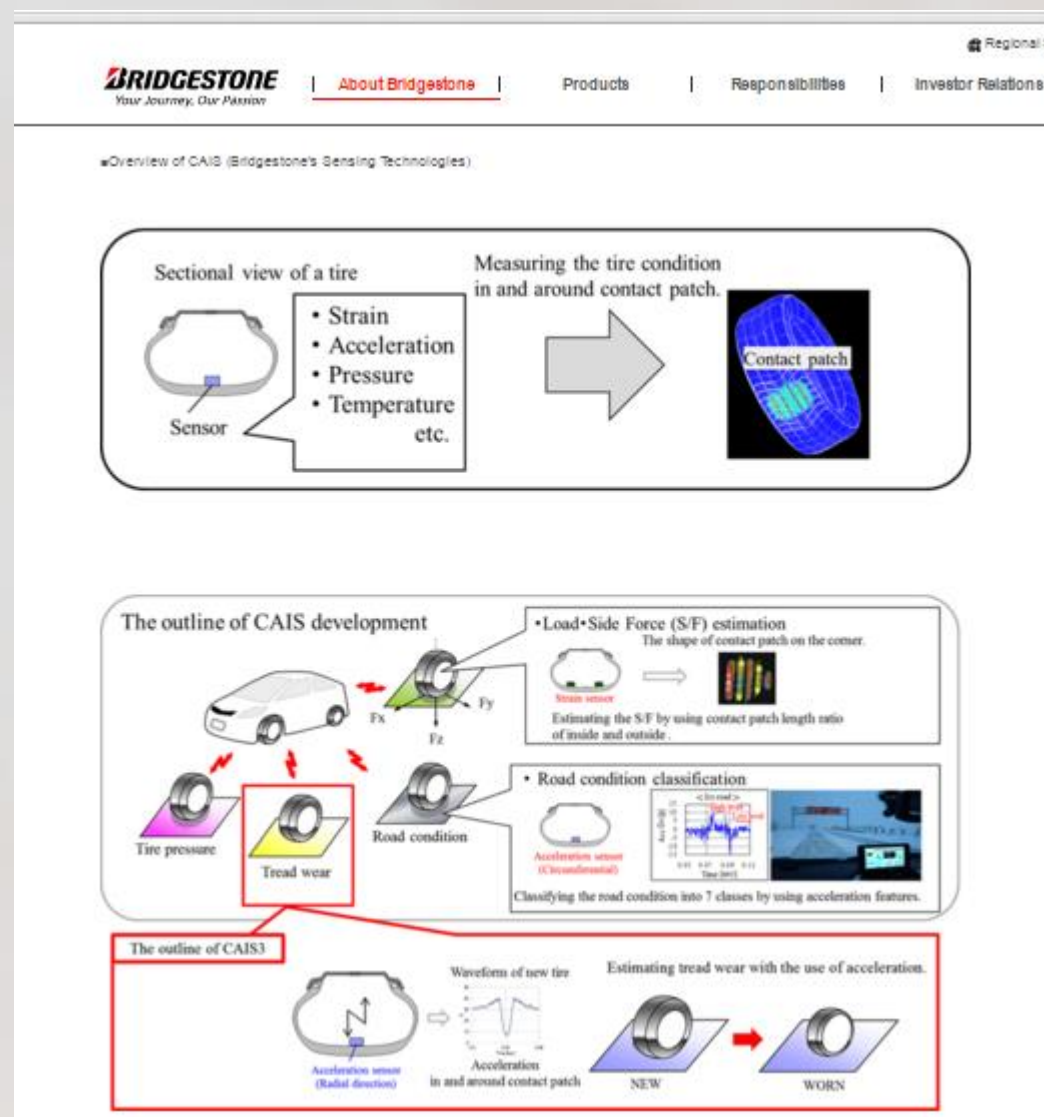 Regional
BRIDGESTONE
Your Journey, Our Passion
About Bridgestone
Products
Responsibilities
Investor Relations
■Overview of CAIS (Bridgestone's Sensing Technologies)
Sectional view of a tire
• Strain
• Acceleration
• Pressure
• Temperature
etc.
Sensor
Measuring the tire condition
in and around contact patch.
Contact patch
The outline of CAIS development
Fx
Fy
Fz
•Load•Side Force (S/F) estimation
The shape of contact patch on the corner.
Strain sensor
Estimating the S/F by using contact patch length ratio
of inside and outside .
Tire pressure
Tread wear
Road condition
• Road condition classification
Acceleration sensor
(Circumferential)
Classifying the road condition into 7 classes by using acceleration features.
The outline of CAIS3
Acceleration sensor
(Radial direction)
Waveform of new tire
Acceleration
in and around contact patch
Estimating tread wear with the use of acceleration.
NEW
WORN